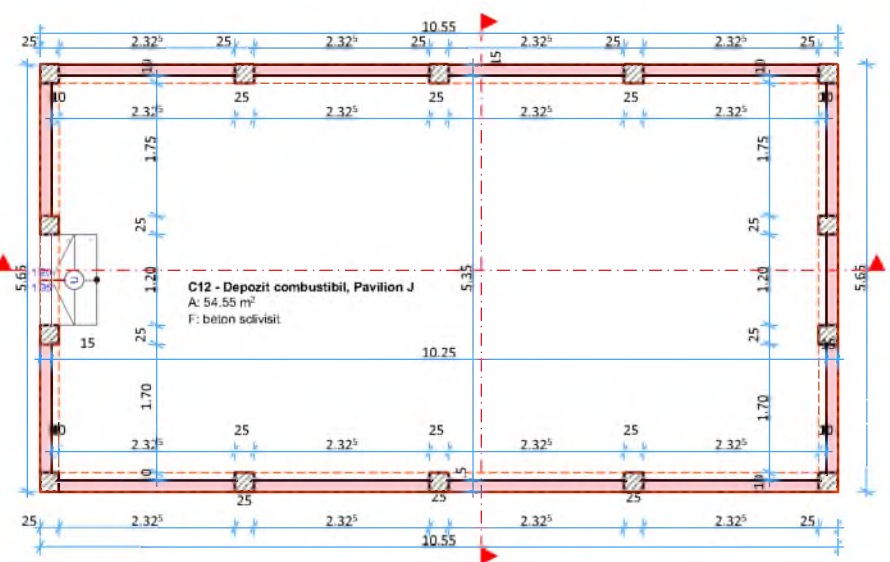 10.55
25 2.32⁵ 25 2.32⁵ 25 2.32⁵ 25 2.32⁵ 25
10 15 10
10 25 25 25 10
2.32⁵ 2.32⁵ 2.32⁵ 2.32⁵
1.75 1.75
25 25
5.65 1.20 5.35 1.20 5.65
C12 - Depozit combustibil, Pavilion J
A: 54.55 m²
F: beton sclivisit
25 25
15
10.25
1.70 1.70
25 25 25 10
2.32⁵ 2.32⁵ 2.32⁵ 2.32⁵
10
25 25 25
25 2.32⁵ 2.32⁵ 2.32⁵ 2.32⁵ 25
10.55